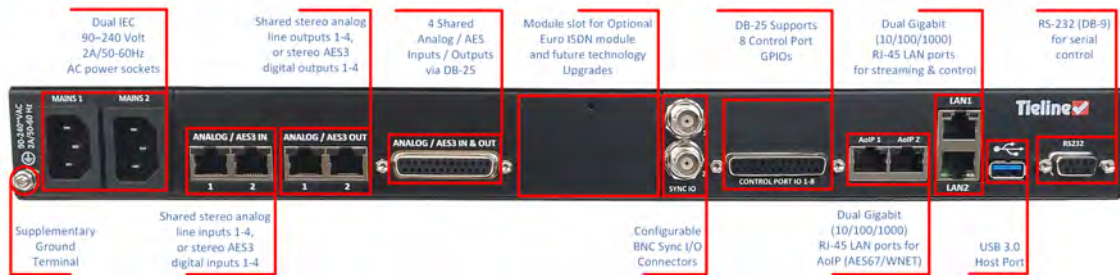 Dual IEC
90–240 Volt
2A/50-60Hz
AC power sockets
Shared stereo analog
line outputs 1-4,
or stereo AES3
digital outputs 1-4
4 Shared
Analog / AES
Inputs / Outputs
via DB-25
Module slot for Optional
Euro ISDN module
and future technology
Upgrades
DB-25 Supports
8 Control Port
GPIOs
Dual Gigabit
(10/100/1000)
RJ-45 LAN ports
for streaming & control
RS-232 (DB-9)
for serial
control
90-240~VAC
2A/50-60 Hz
MAINS 1
MAINS 2
ANALOG / AES3 IN
1 2
ANALOG / AES3 OUT
1 2
ANALOG / AES3 IN & OUT
SYNC IO
CONTROL PORT IO 1-8
AoIP 1 AoIP 2
LAN1
LAN2
Tieline
RS232
Supplementary
Ground
Terminal
Shared stereo analog
line inputs 1-4,
or stereo AES3
digital inputs 1-4
Configurable
BNC Sync I/O
Connectors
Dual Gigabit
(10/100/1000)
RJ-45 LAN ports for
AoIP (AES67/WNET)
USB 3.0
Host Port